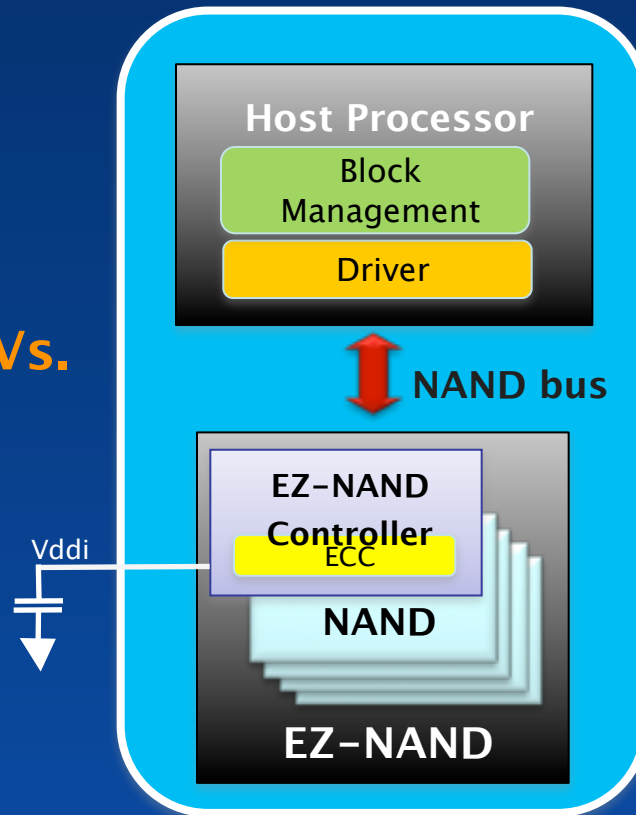 Host Processor
Block
Management
Driver
Vs.
NAND bus
EZ-NAND
Controller
ECC
Vddi
NAND
EZ-NAND